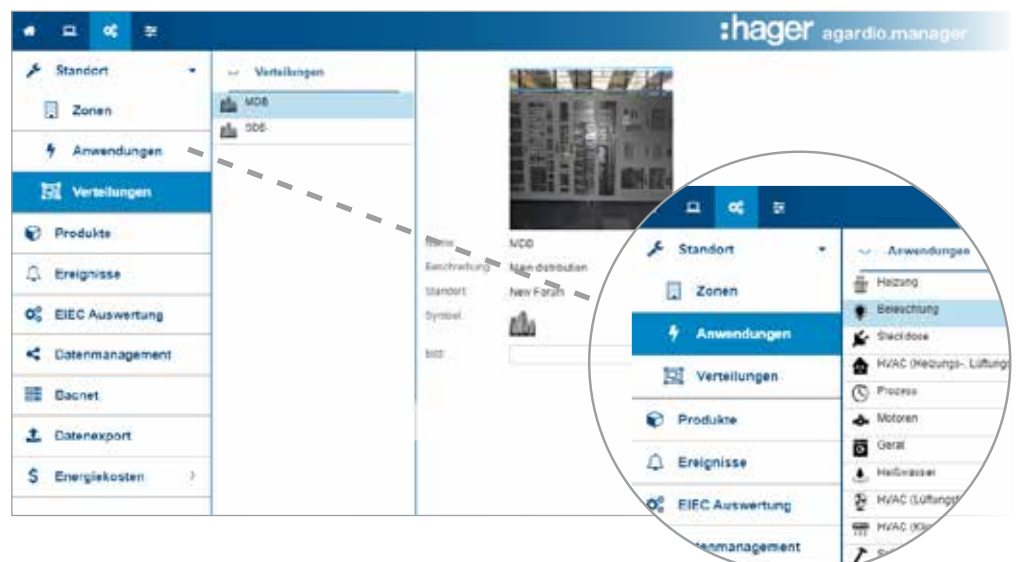 :hager agardio.manager
Standort
Zonen
Anwendungen
Verteilungen
Produkte
Ereignisse
EIEC Auswertung
Datenmanagement
Bacnet
Datenexport
Energiekosten
Verteilungen
MDB
SDB
Name MDB
Beschreibung Main distribution
Standort New Forum
Symbol
Bild
Standort
Zonen
Anwendungen
Verteilungen
Produkte
Ereignisse
EIEC Auswertung
tenmanagement
Anwendungen
Heizung
Beleuchtung
Steckdose
HVAC (Heizungs-, Lüftungs
Prozess
Motoren
Gerät
Heißwasser
HVAC (Lüftungs
HVAC (Kli